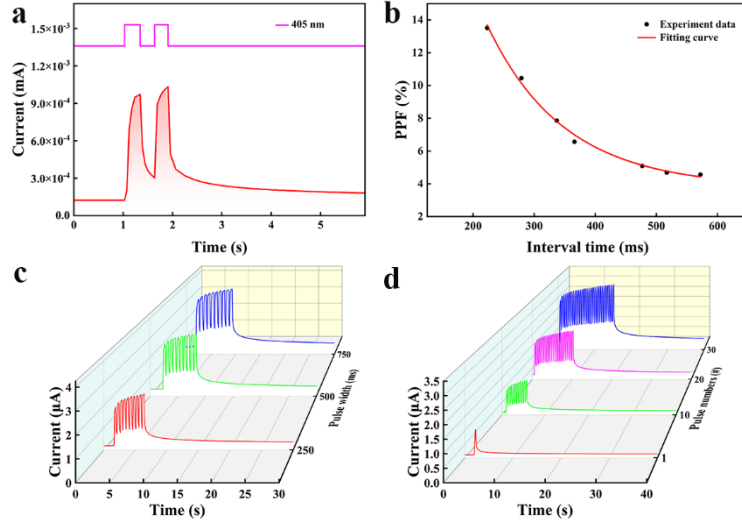 a
405 nm
1.5×10⁻³
1.2×10⁻³
9.0×10⁻⁴
6.0×10⁻⁴
3.0×10⁻⁴
0.0
Current (mA)
0 1 2 3 4 5
Time (s)
b
Experiment data
Fitting curve
14
12
10
8
6
4
2
PPF (%)
200 300 400 500 600
Interval time (ms)
c
4
3
2
1
0
Current (μA)
0 5 10 15 20 25 30
Time (s)
250
500
750
Pulse width (ms)
d
3.5
3.0
2.5
2.0
1.5
1.0
0.5
0.0
Current (μA)
0 10 20 30 40
Time (s)
1
10
20
30
Pulse numbers (#)